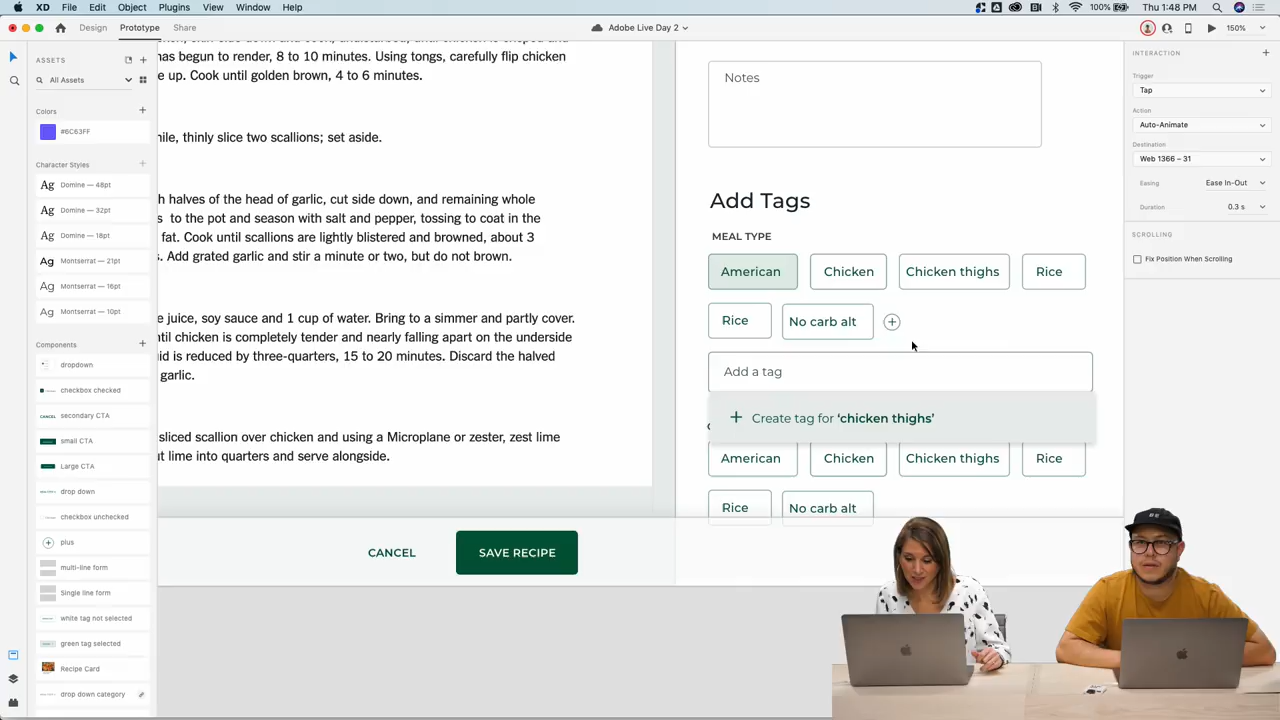 XD File Edit Object Plugins View Window Help
100% Thu 1:48 PM
Design Prototype Share
Adobe Live Day 2
150%
ASSETS
All Assets
Colors
#6C63FF
Character Styles
Ag Domine — 48pt
Ag Domine — 32pt
Ag Domine — 18pt
Ag Montserrat — 21pt
Ag Montserrat — 16pt
Ag Montserrat — 10pt
Components
dropdown
checkbox checked
CANCEL secondary CTA
small CTA
Large CTA
drop down
checkbox unchecked
plus
multi-line form
Single line form
white tag not selected
green tag selected
Recipe Card
drop down category
has begun to render, 8 to 10 minutes. Using tongs, carefully flip chicken
e up. Cook until golden brown, 4 to 6 minutes.
nile, thinly slice two scallions; set aside.
h halves of the head of garlic, cut side down, and remaining whole
s to the pot and season with salt and pepper, tossing to coat in the
fat. Cook until scallions are lightly blistered and browned, about 3
s. Add grated garlic and stir a minute or two, but do not brown.
e juice, soy sauce and 1 cup of water. Bring to a simmer and partly cover.
ntil chicken is completely tender and nearly falling apart on the underside
id is reduced by three-quarters, 15 to 20 minutes. Discard the halved
garlic.
sliced scallion over chicken and using a Microplane or zester, zest lime
ut lime into quarters and serve alongside.
CANCEL
SAVE RECIPE
Notes
Add Tags
MEAL TYPE
American Chicken Chicken thighs Rice
Rice No carb alt
Add a tag
Create tag for ‘chicken thighs’
American Chicken Chicken thighs Rice
Rice No carb alt
INTERACTION
Trigger
Tap
Action
Auto-Animate
Destination
Web 1366 – 31
Easing Ease In-Out
Duration 0.3 s
SCROLLING
Fix Position When Scrolling